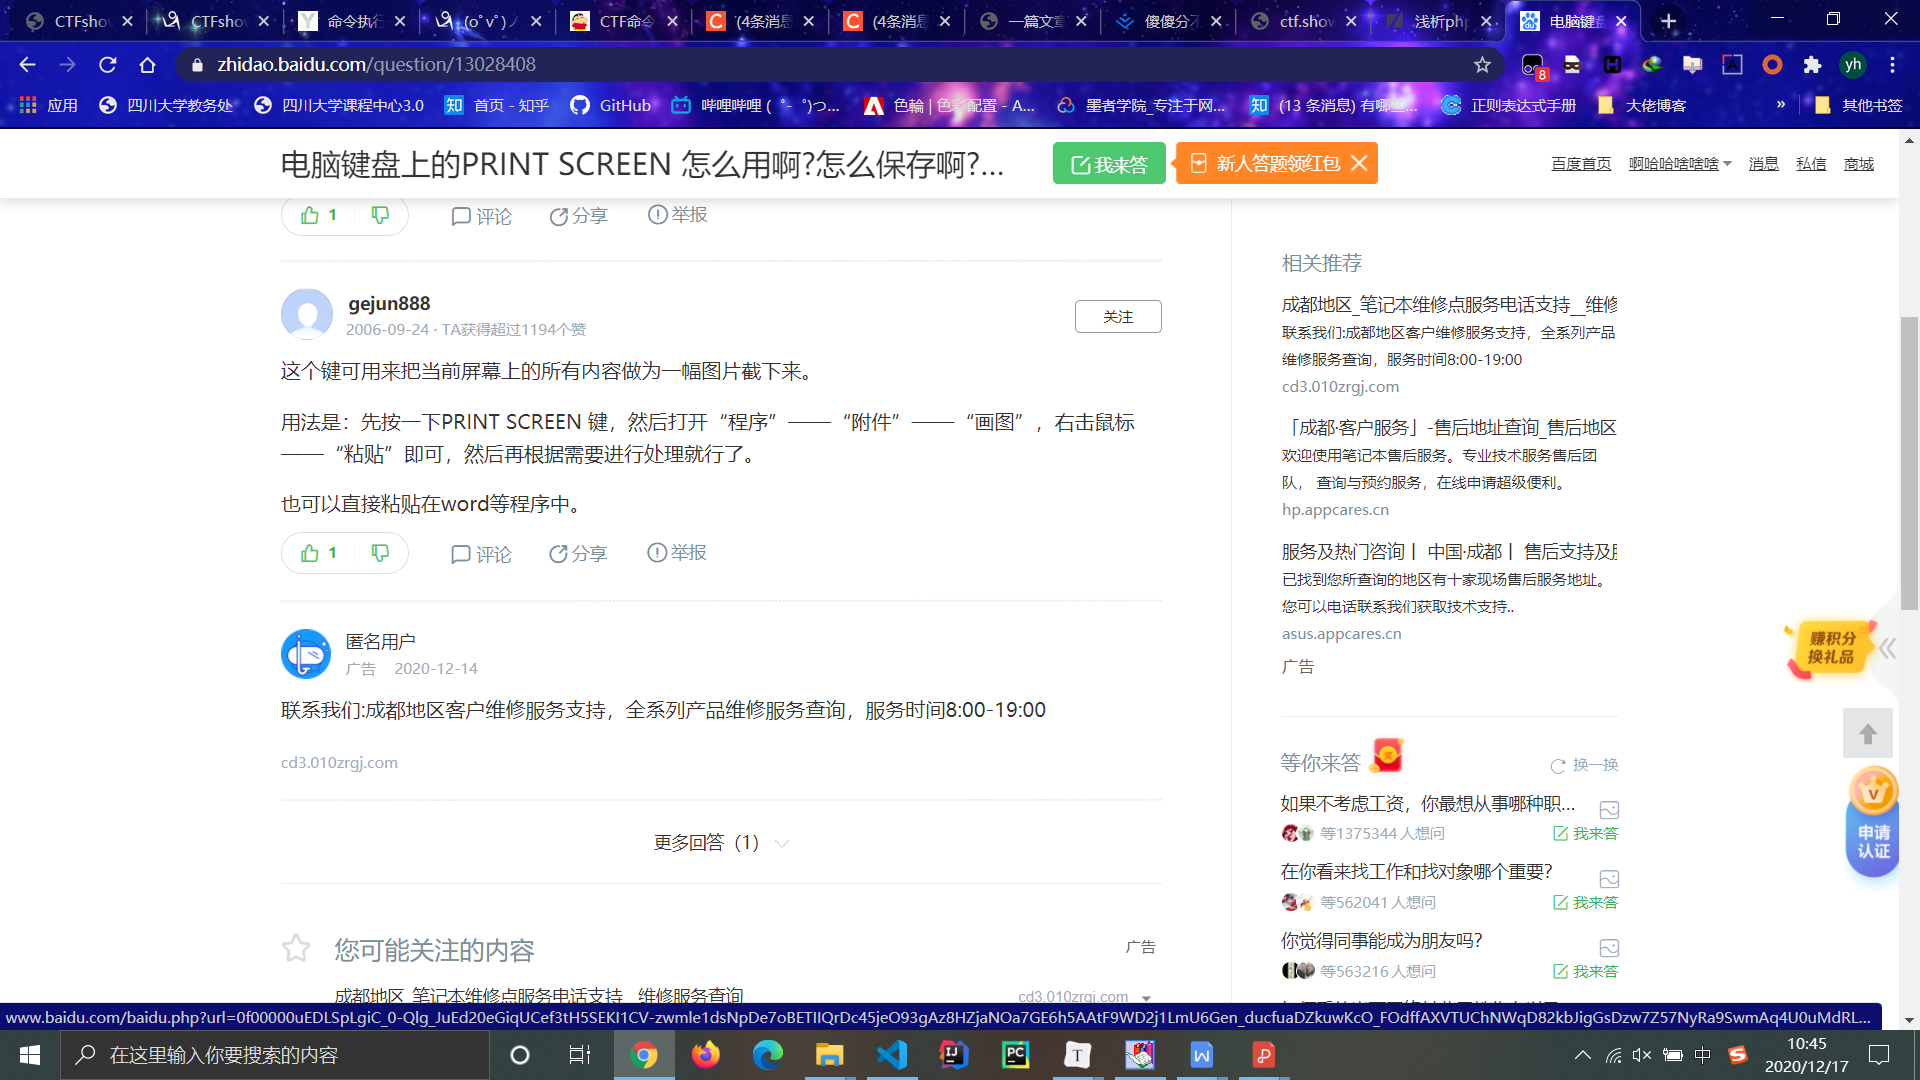 CTFsho
CTFsho
命令执行
(oﾟvﾟ)ノ
CTF命令
(4条消息
(4条消息
一篇文章
傻傻分不
ctf.show
浅析php
电脑键盘
zhidao.baidu.com/question/13028408
8
yh
应用
四川大学教务处
四川大学课程中心3.0
知 首页 - 知乎
GitHub
哔哩哔哩 ( ゜- ゜)つ...
色輪 | 色彩配置 - A...
墨者学院_专注于网...
知 (13 条消息) 有哪些...
正则表达式手册
大佬博客
»
其他书签
电脑键盘上的PRINT SCREEN 怎么用啊?怎么保存啊?...
我来答
新人答题领红包
百度首页
啊哈哈哈啥啥啥
消息
私信
商城
1
评论
分享
举报
gejun888
2006-09-24 · TA获得超过1194个赞
关注
这个键可用来把当前屏幕上的所有内容做为一幅图片截下来。
用法是：先按一下PRINT SCREEN 键，然后打开“程序”——“附件”——“画图”，右击鼠标
——“粘贴”即可，然后再根据需要进行处理就行了。
也可以直接粘贴在word等程序中。
1
评论
分享
举报
匿名用户
广告 2020-12-14
联系我们:成都地区客户维修服务支持，全系列产品维修服务查询，服务时间8:00-19:00
cd3.010zrgj.com
更多回答（1）
您可能关注的内容
广告
成都地区_笔记本维修点服务电话支持__维修服务查询
cd3.010zrgj.com
相关推荐
成都地区_笔记本维修点服务电话支持__维修
联系我们:成都地区客户维修服务支持，全系列产品
维修服务查询，服务时间8:00-19:00
cd3.010zrgj.com
「成都·客户服务」-售后地址查询_售后地区
欢迎使用笔记本售后服务。专业技术服务售后团
队， 查询与预约服务，在线申请超级便利。
hp.appcares.cn
服务及热门咨询丨 中国·成都丨 售后支持及服
已找到您所查询的地区有十家现场售后服务地址。
您可以电话联系我们获取技术支持..
asus.appcares.cn
广告
等你来答
换一换
如果不考虑工资，你最想从事哪种职...
等1375344人想问
我来答
在你看来找工作和找对象哪个重要?
等562041人想问
我来答
你觉得同事能成为朋友吗?
等563216人想问
我来答
赚积分
换礼品
申请
认证
www.baidu.com/baidu.php?url=0f00000uEDLSpLgiC_0-Qlg_JuEd20eGiqUCef3tH5SEKI1CV-zwmle1dsNpDe7oBETIIQrDc45jeO93gAz8HZjaNOa7GE6h5AAtF9WD2j1LmU6Gen_ducfuaDZkuwKcO_FOdffAXVTUChNWqD82kbJigGsDzw7Z57NyRa9SwmAq4U0uMdRL...
在这里输入你要搜索的内容
中
10:45
2020/12/17